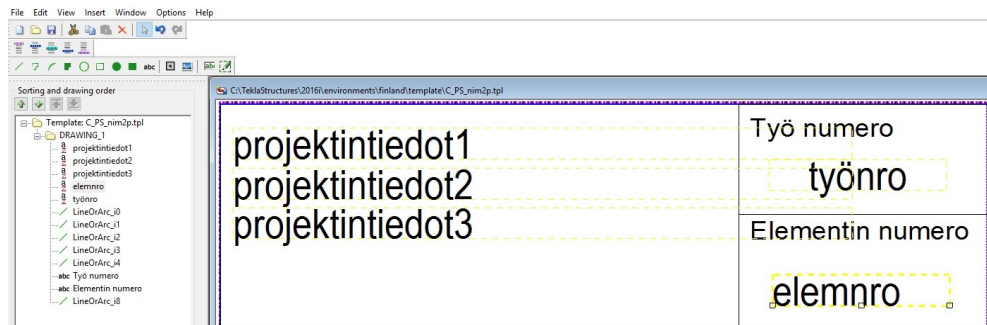 File Edit View Insert Window Options Help
abc
Sorting and drawing order
Template: C_PS_nim2p.tpl
DRAWING_1
projektintiedot1
projektintiedot2
projektintiedot3
elemnro
työnro
LineOrArc_i0
LineOrArc_i1
LineOrArc_i2
LineOrArc_i3
LineOrArc_i4
abc Työ numero
abc Elementin numero
LineOrArc_i8
C:\TeklaStructures\2016i\environments\finland\template\C_PS_nim2p.tpl
projektintiedot1
projektintiedot2
projektintiedot3
Työ numero
työnro
Elementin numero
elemnro